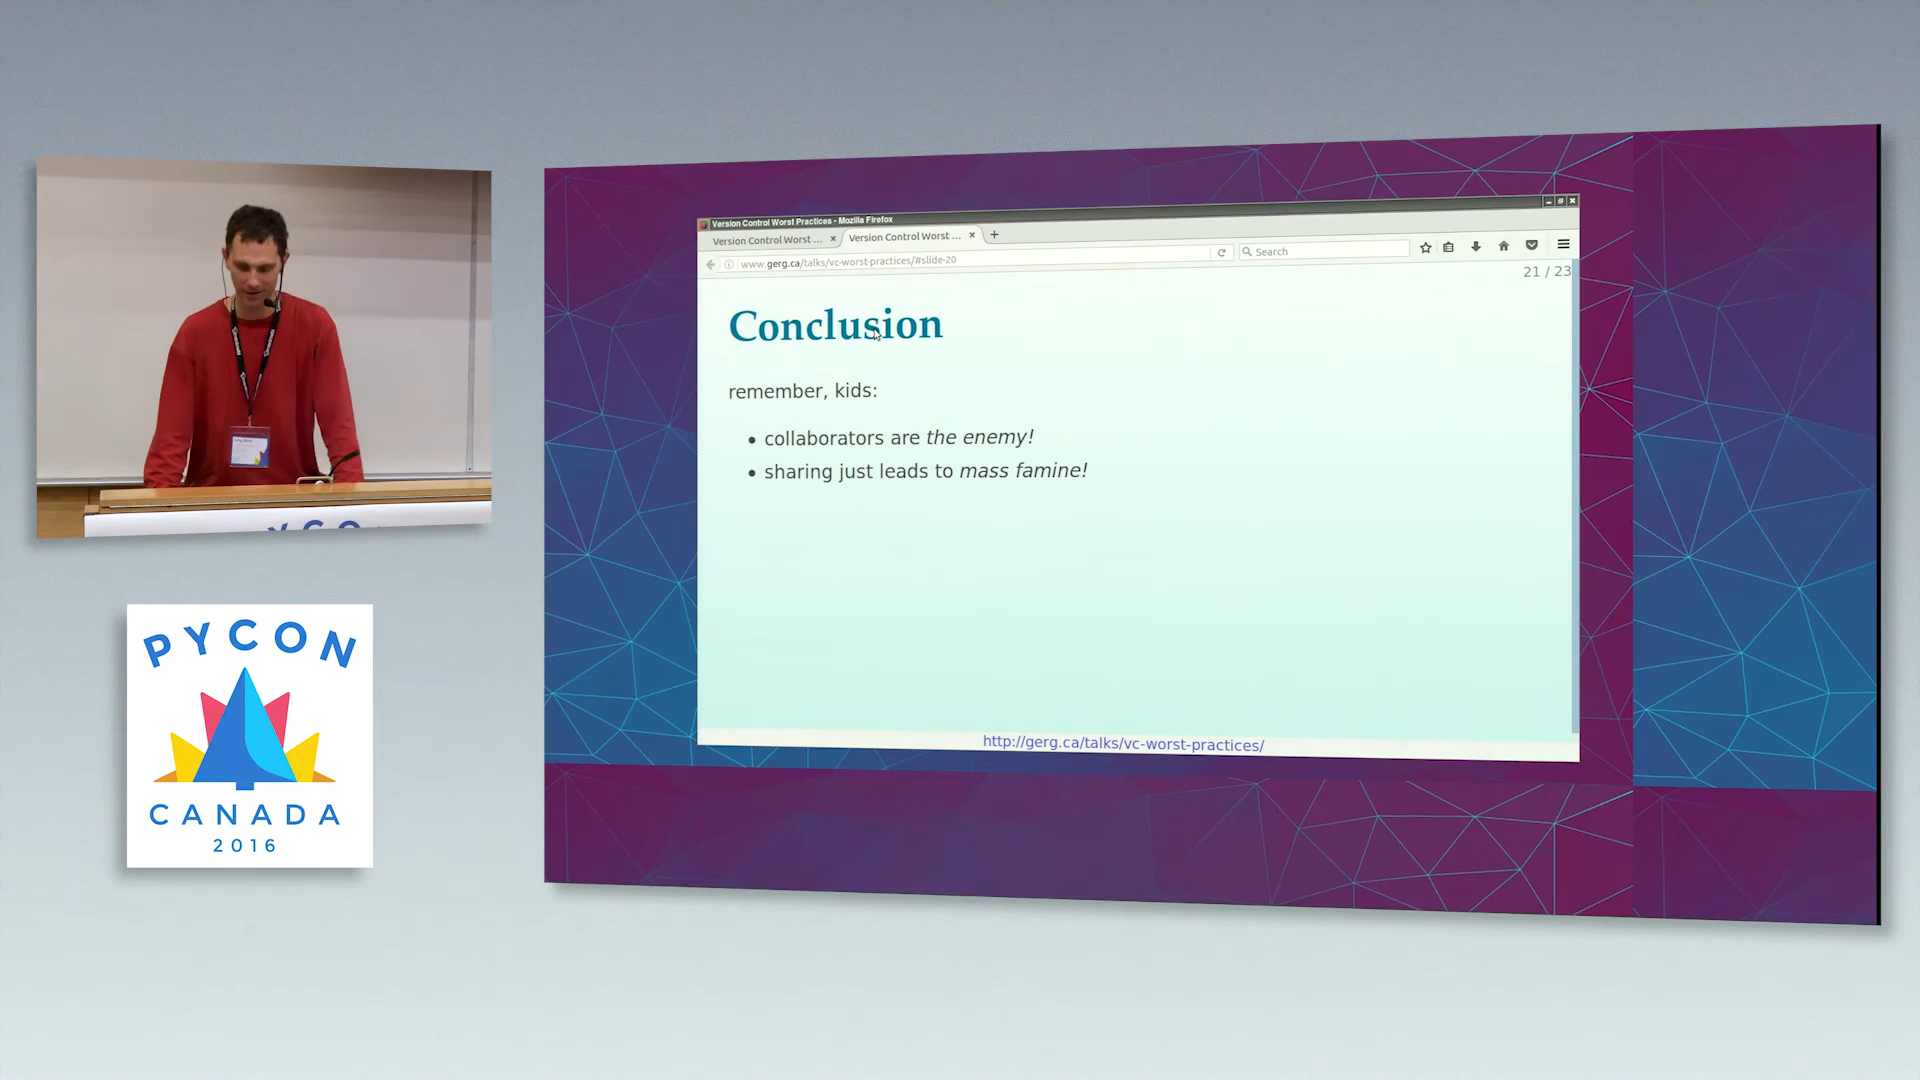 Version Control Worst Practices - Mozilla Firefox
Version Control Worst ...
Version Control Worst ...
www.gerg.ca/talks/vc-worst-practices/#slide-20
Search
21 / 23
Conclusion
remember, kids:
• collaborators are the enemy!
• sharing just leads to mass famine!
http://gerg.ca/talks/vc-worst-practices/
PYCON
CANADA
2016